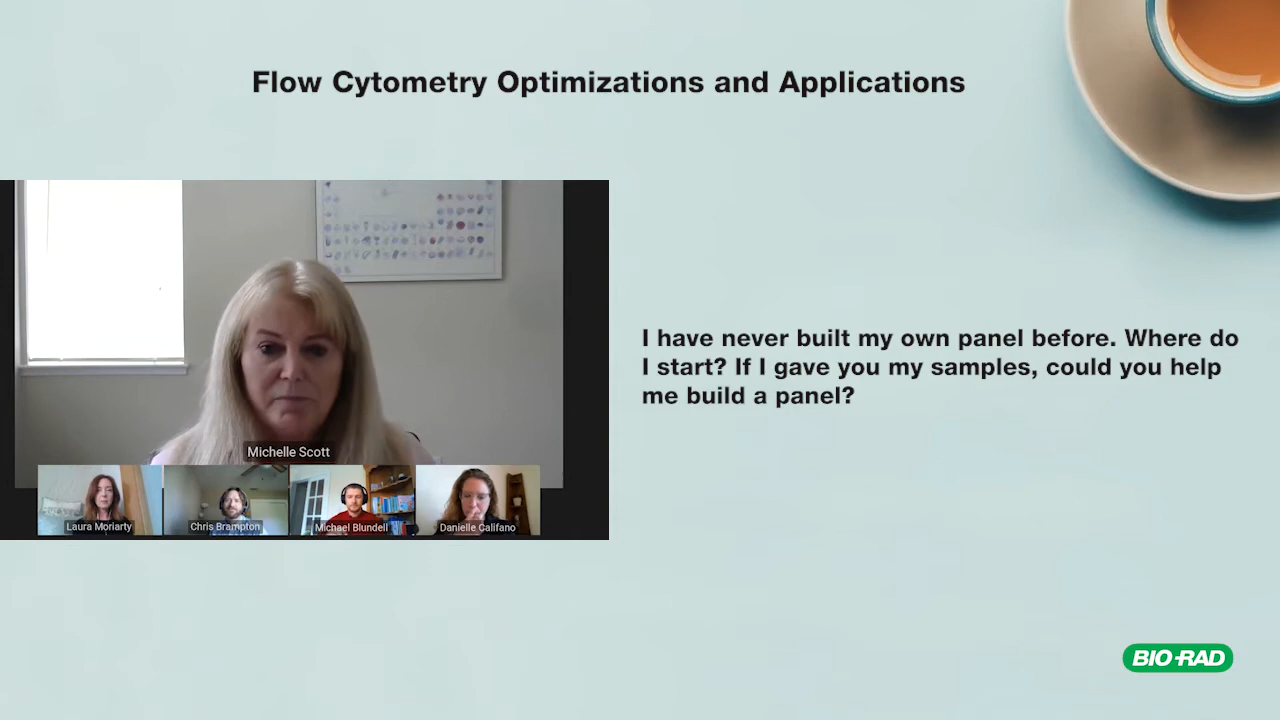 Flow Cytometry Optimizations and Applications
I have never built my own panel before. Where do
I start? If I gave you my samples, could you help
me build a panel?
Michelle Scott
Laura Moriarty
Chris Brampton
Michael Blundell
Danielle Califano
BIO-RAD